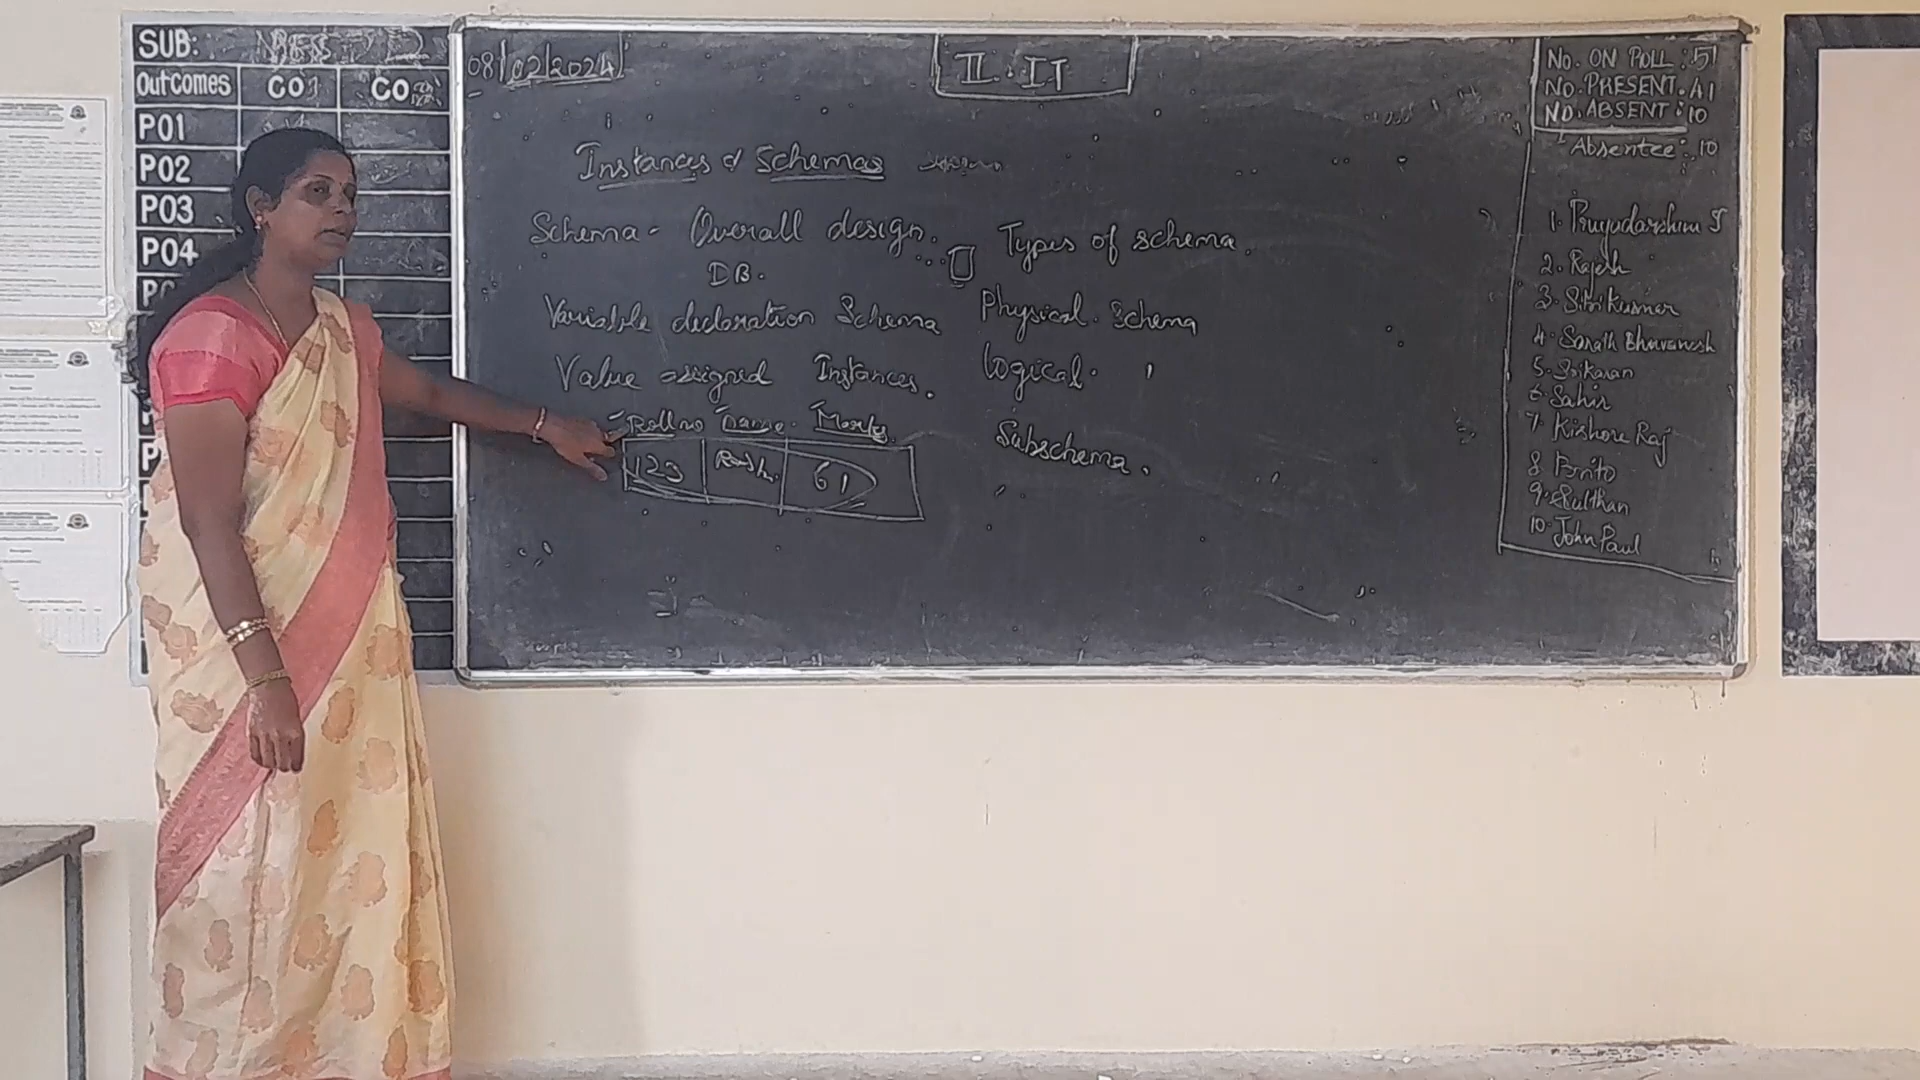 SUB:
Outcomes CO CO
PO1
PO2
PO3
PO4
08/02/2024
II. IT
Instances & Schemas
Schema - Overall design.
DB.
Variable declaration Schema
Value assigned Instances.
Rollno Name. Marks
123 61
Types of schema.
Physical. Schema
Logical. "
Subschema.
No. ON ROLL: 51
NO. PRESENT. 41
NO. ABSENT: 10
Absentee: 10
1. Priyadarshini S
2. Rajesh
3. Sibikumar
4. Sarath Bhuvanesh
5. Srikaran
6. Sahir
7. Kishore Raj
8. Brito
9. Sulthan
10. John Paul